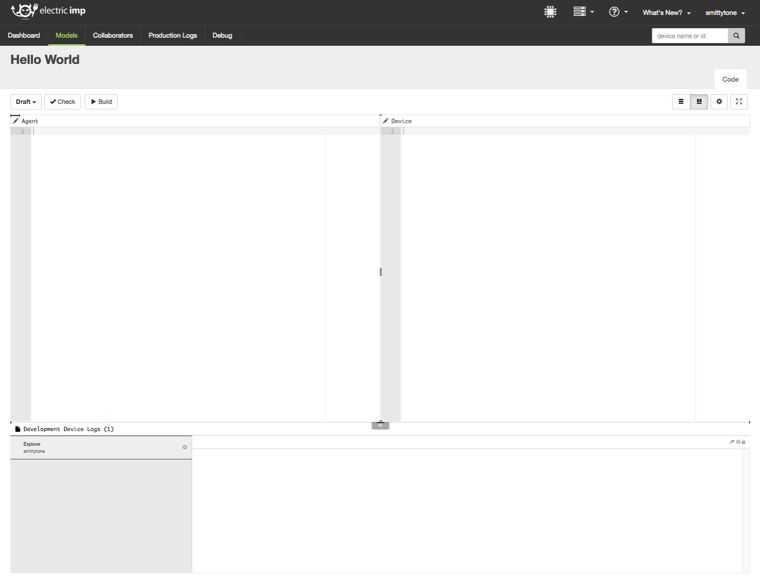 electric imp
What's New?
smittytone
Dashboard
Models
Collaborators
Production Logs
Debug
device name or id
Hello World
Code
Draft
Check
Build
Agent
Device
1
1
Development Device Logs (1)
Explorer
smittytone